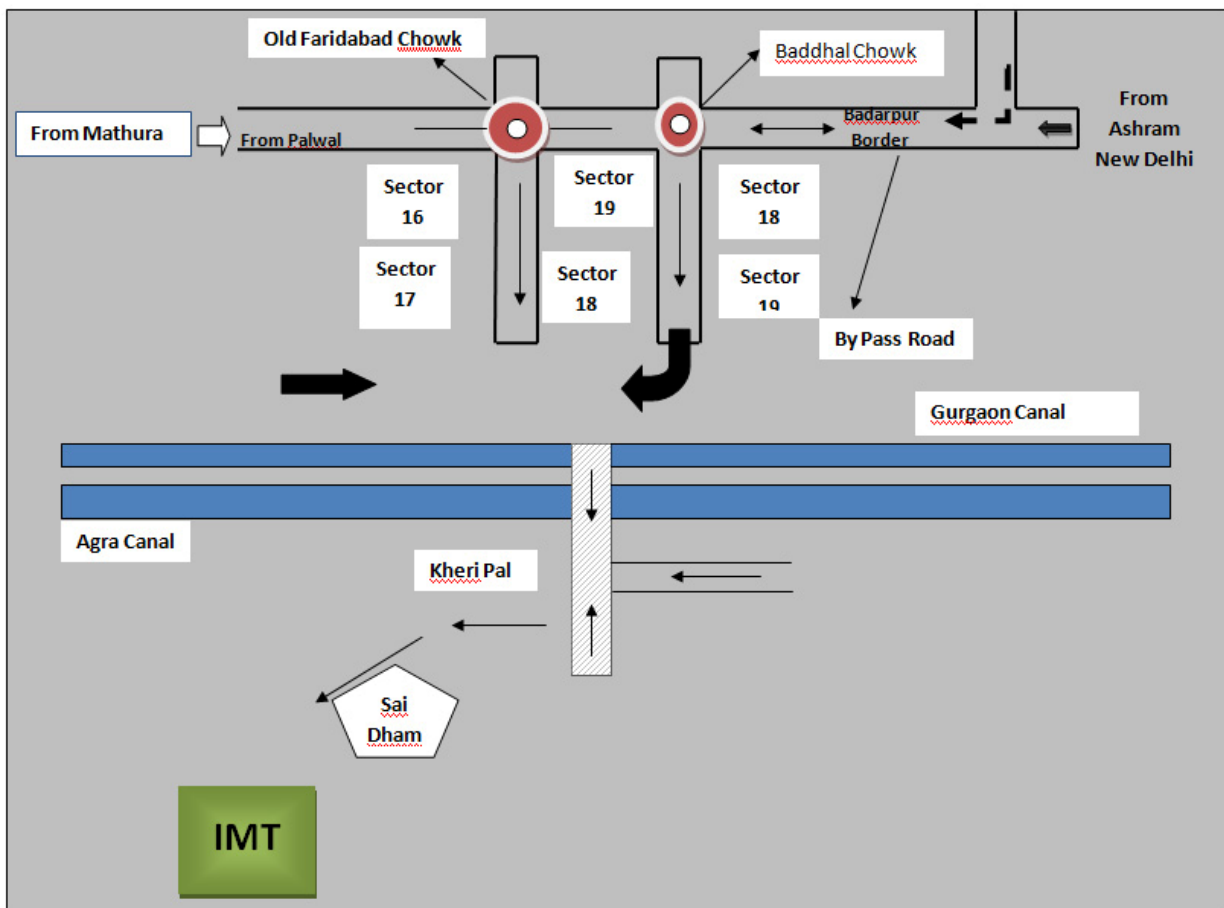 Old Faridabad Chowk
Baddhal Chowk
From Mathura
From Palwal
Badarpur
Border
From
Ashram
New Delhi
Sector
16
Sector
19
Sector
18
Sector
17
Sector
18
Sector
19
By Pass Road
Gurgaon Canal
Agra Canal
Kheri Pal
Sai
Dham
IMT